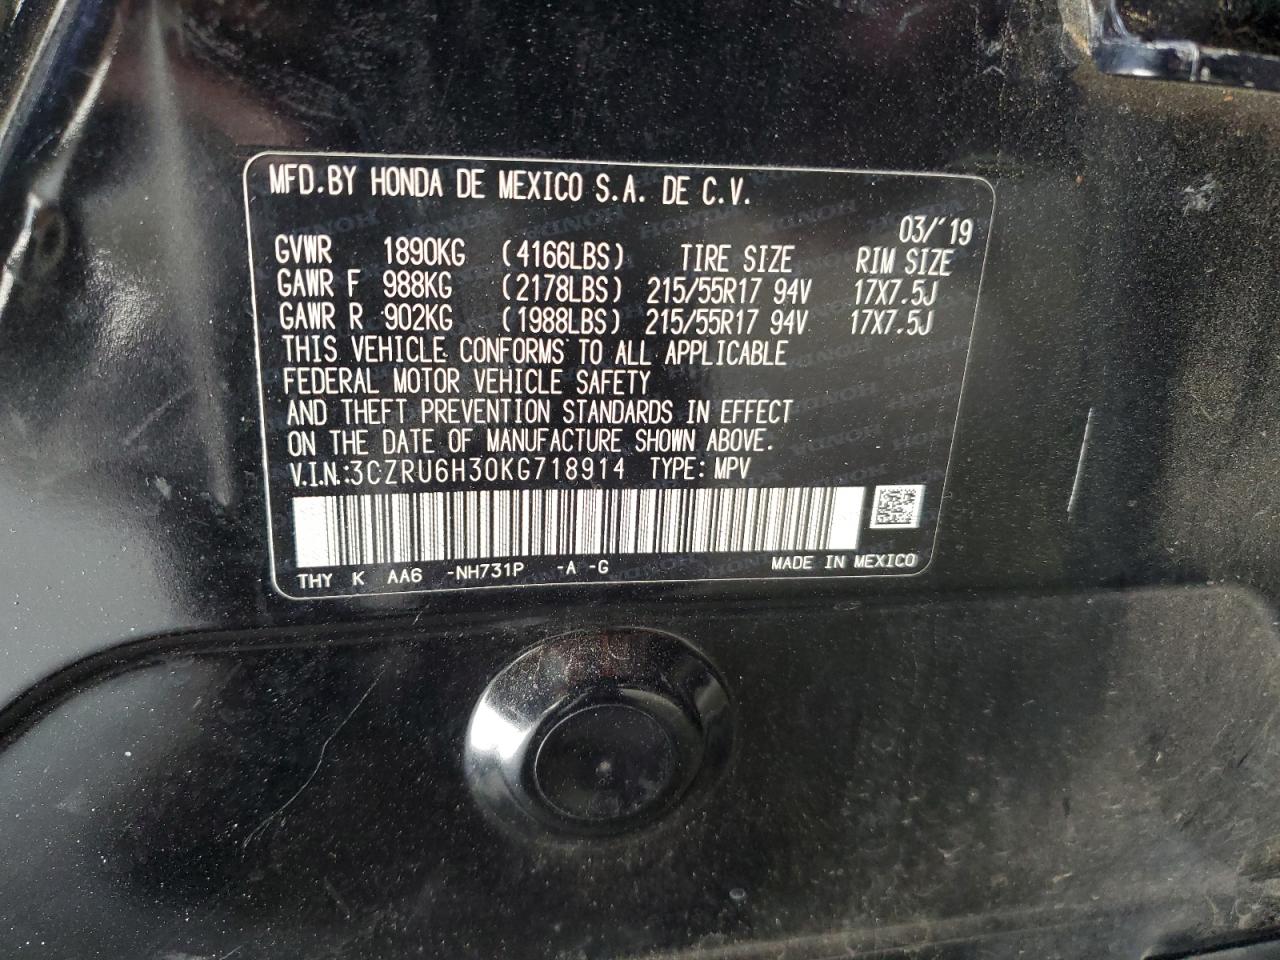 MFD.BY HONDA DE MEXICO S.A. DE C.V.
03/'19
GVWR 1890KG (4166LBS) TIRE SIZE RIM SIZE
GAWR F 988KG (2178LBS) 215/55R17 94V 17X7.5J
GAWR R 902KG (1988LBS) 215/55R17 94V 17X7.5J
THIS VEHICLE CONFORMS TO ALL APPLICABLE
FEDERAL MOTOR VEHICLE SAFETY
AND THEFT PREVENTION STANDARDS IN EFFECT
ON THE DATE OF MANUFACTURE SHOWN ABOVE.
V.I.N.:3CZRU6H30KG718914 TYPE: MPV
THY K AA6 -NH731P -A -G MADE IN MEXICO